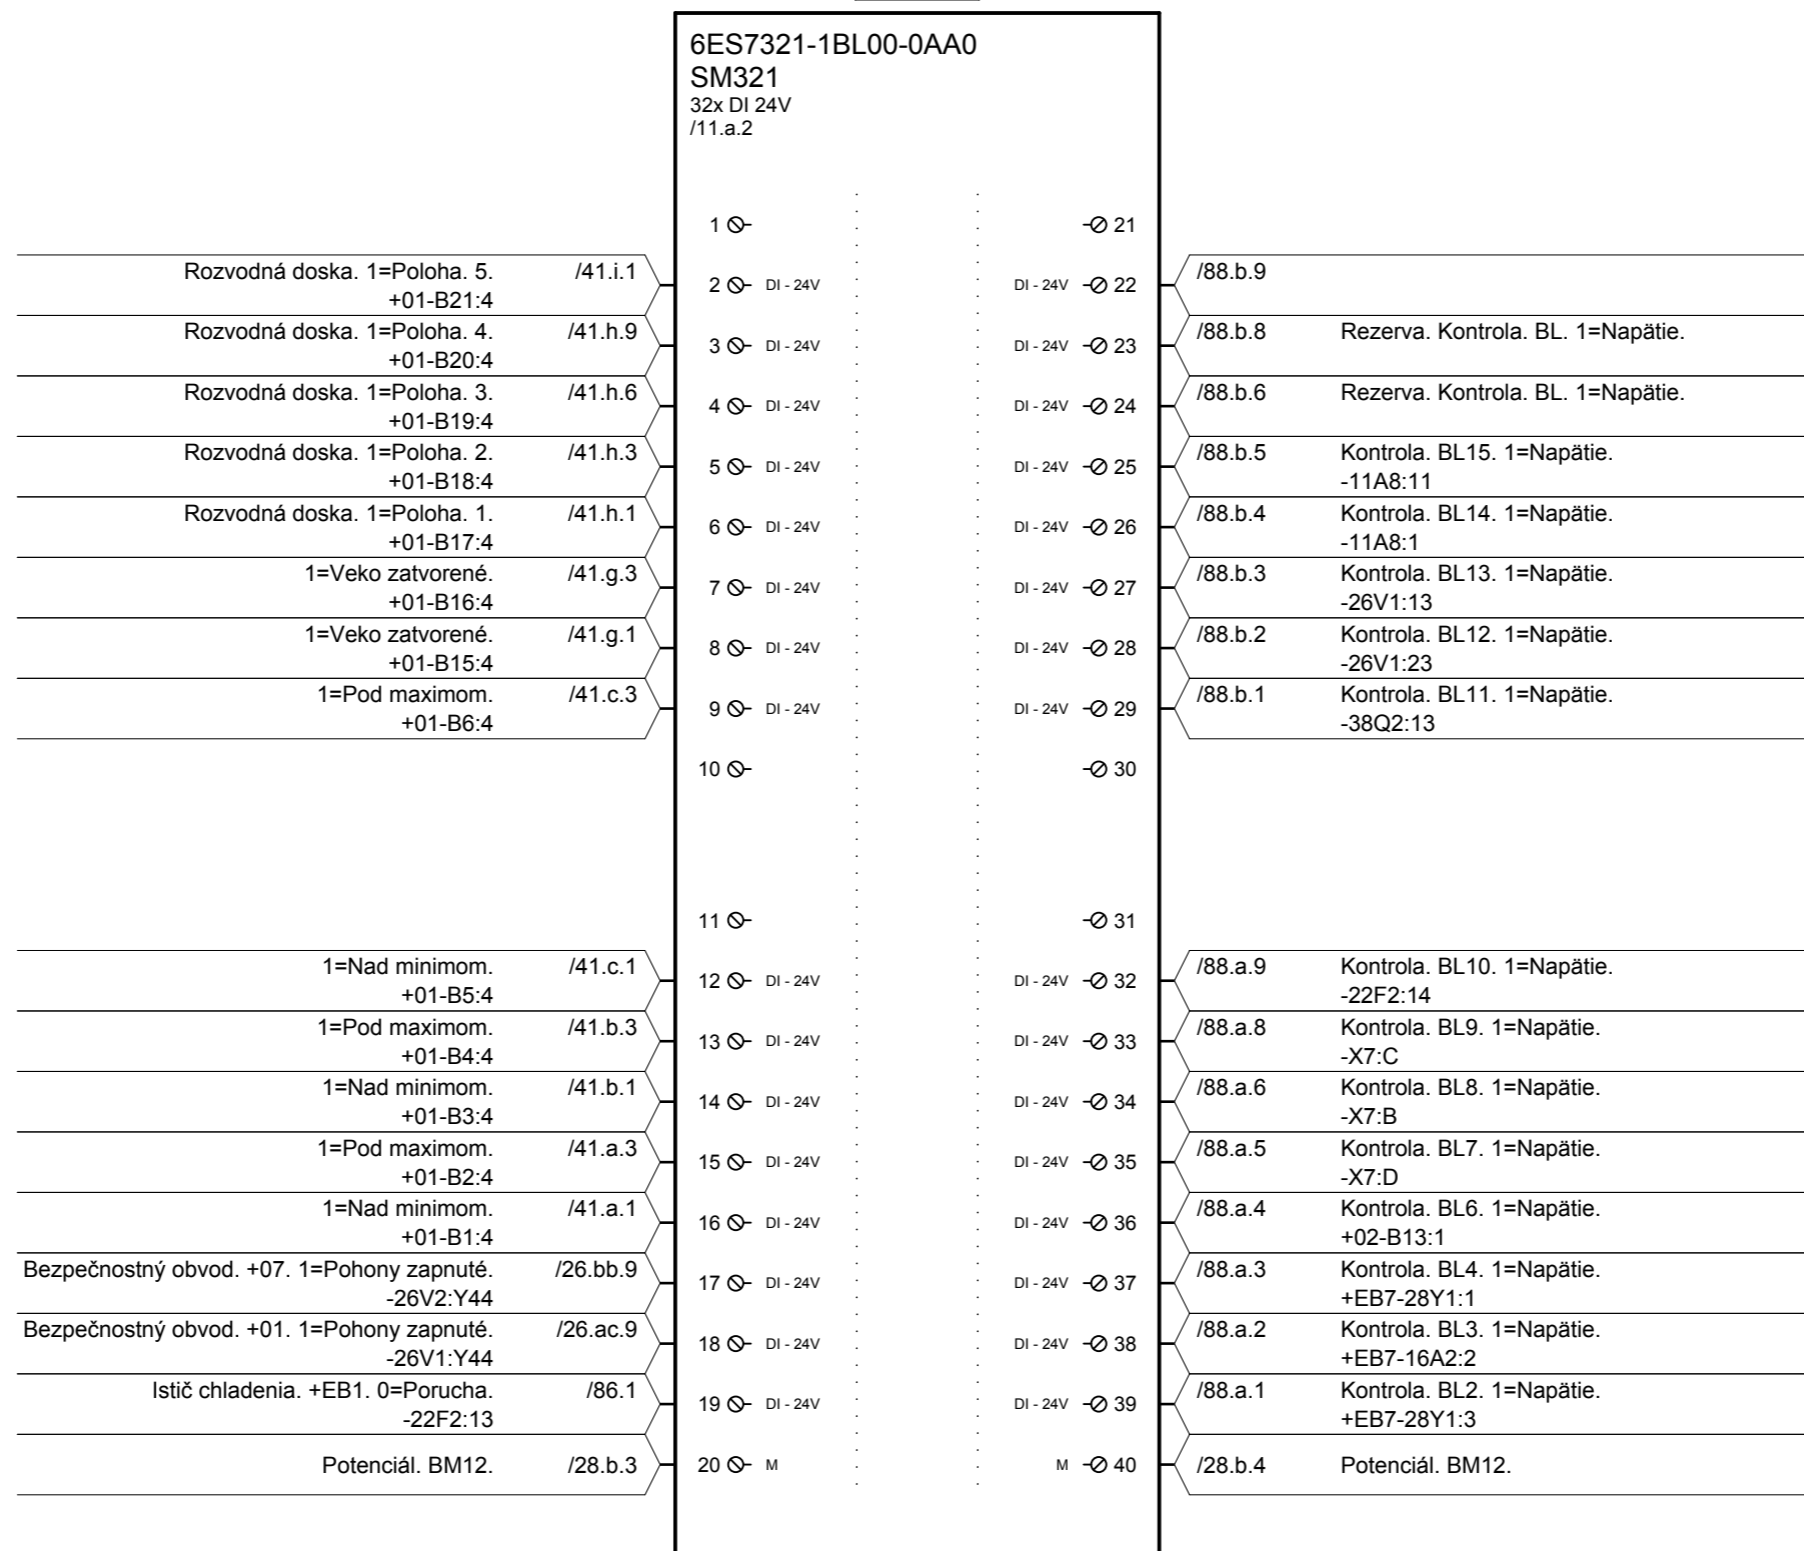 6ES7321-1BL00-0AA0
SM321
32x DI 24V
/11.a.2
1 21
Rozvodná doska. 1=Poloha. 5. /41.i.1 2 DI - 24V DI - 24V 22 /88.b.9
+01-B21:4
Rozvodná doska. 1=Poloha. 4. /41.h.9 3 DI - 24V DI - 24V 23 /88.b.8 Rezerva. Kontrola. BL. 1=Napätie.
+01-B20:4
Rozvodná doska. 1=Poloha. 3. /41.h.6 4 DI - 24V DI - 24V 24 /88.b.6 Rezerva. Kontrola. BL. 1=Napätie.
+01-B19:4
Rozvodná doska. 1=Poloha. 2. /41.h.3 5 DI - 24V DI - 24V 25 /88.b.5 Kontrola. BL15. 1=Napätie.
+01-B18:4 -11A8:11
Rozvodná doska. 1=Poloha. 1. /41.h.1 6 DI - 24V DI - 24V 26 /88.b.4 Kontrola. BL14. 1=Napätie.
+01-B17:4 -11A8:1
1=Veko zatvorené. /41.g.3 7 DI - 24V DI - 24V 27 /88.b.3 Kontrola. BL13. 1=Napätie.
+01-B16:4 -26V1:13
1=Veko zatvorené. /41.g.1 8 DI - 24V DI - 24V 28 /88.b.2 Kontrola. BL12. 1=Napätie.
+01-B15:4 -26V1:23
1=Pod maximom. /41.c.3 9 DI - 24V DI - 24V 29 /88.b.1 Kontrola. BL11. 1=Napätie.
+01-B6:4 -38Q2:13
10 30
11 31
1=Nad minimom. /41.c.1 12 DI - 24V DI - 24V 32 /88.a.9 Kontrola. BL10. 1=Napätie.
+01-B5:4 -22F2:14
1=Pod maximom. /41.b.3 13 DI - 24V DI - 24V 33 /88.a.8 Kontrola. BL9. 1=Napätie.
+01-B4:4 -X7:C
1=Nad minimom. /41.b.1 14 DI - 24V DI - 24V 34 /88.a.6 Kontrola. BL8. 1=Napätie.
+01-B3:4 -X7:B
1=Pod maximom. /41.a.3 15 DI - 24V DI - 24V 35 /88.a.5 Kontrola. BL7. 1=Napätie.
+01-B2:4 -X7:D
1=Nad minimom. /41.a.1 16 DI - 24V DI - 24V 36 /88.a.4 Kontrola. BL6. 1=Napätie.
+01-B1:4 +02-B13:1
Bezpečnostný obvod. +07. 1=Pohony zapnuté. /26.bb.9 17 DI - 24V DI - 24V 37 /88.a.3 Kontrola. BL4. 1=Napätie.
-26V2:Y44 +EB7-28Y1:1
Bezpečnostný obvod. +01. 1=Pohony zapnuté. /26.ac.9 18 DI - 24V DI - 24V 38 /88.a.2 Kontrola. BL3. 1=Napätie.
-26V1:Y44 +EB7-16A2:2
Istič chladenia. +EB1. 0=Porucha. /86.1 19 DI - 24V DI - 24V 39 /88.a.1 Kontrola. BL2. 1=Napätie.
-22F2:13 +EB7-28Y1:3
Potenciál. BM12. /28.b.3 20 M M 40 /28.b.4 Potenciál. BM12.